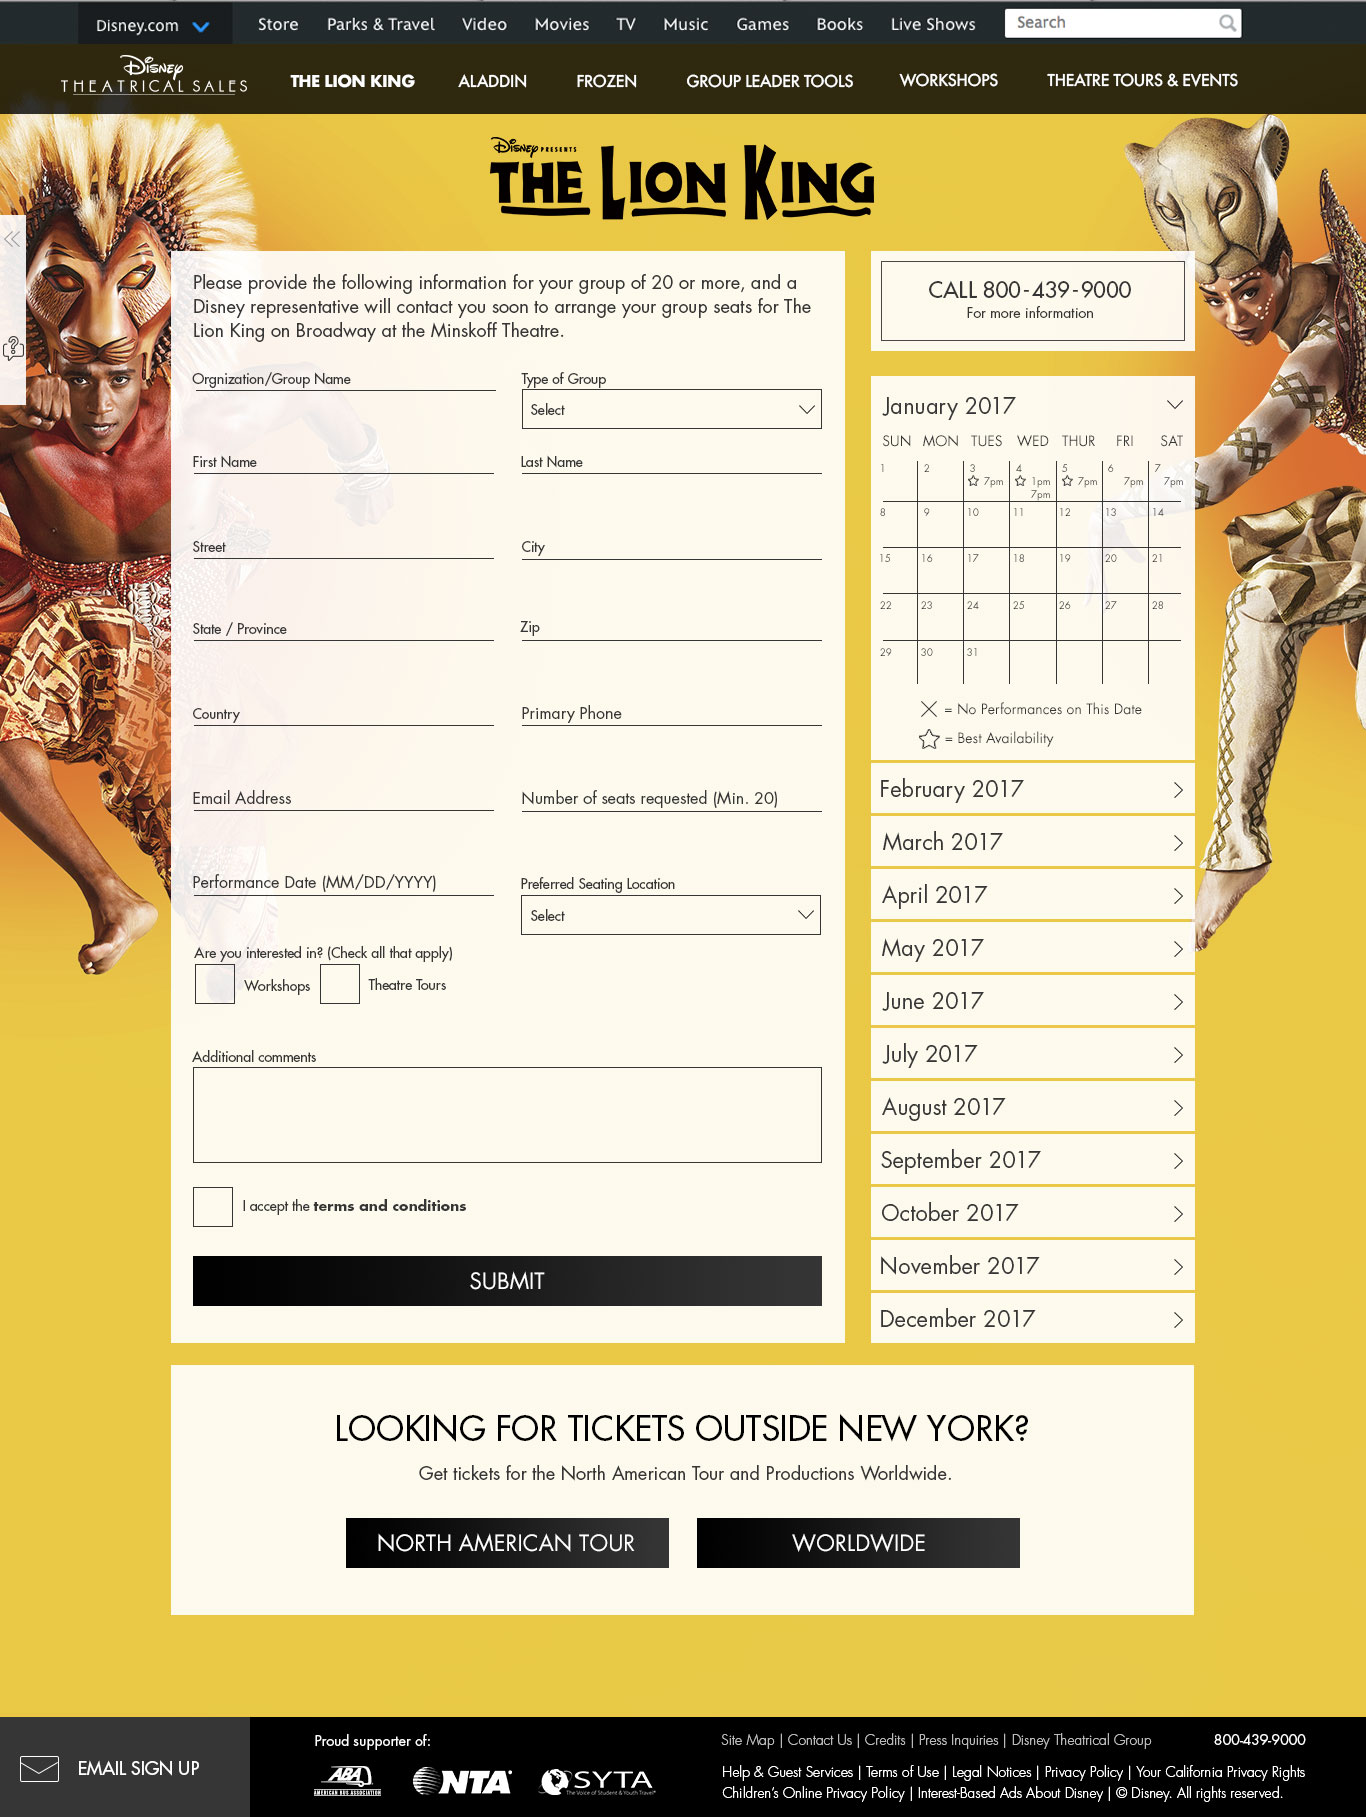 Disney.com
Store
Parks & Travel
Video
Movies
TV
Music
Games
Books
Live Shows
Search
Disney
THEATRICAL SALES
THE LION KING
ALADDIN
FROZEN
GROUP LEADER TOOLS
WORKSHOPS
THEATRE TOURS & EVENTS
Disney PRESENTS
THE LION KING
Please provide the following information for your group of 20 or more, and a
Disney representative will contact you soon to arrange your group seats for The
Lion King on Broadway at the Minskoff Theatre.
Orgnization/Group Name
Type of Group
Select
First Name
Last Name
Street
City
State / Province
Zip
Country
Primary Phone
Email Address
Number of seats requested (Min. 20)
Performance Date (MM/DD/YYYY)
Preferred Seating Location
Select
Are you interested in? (Check all that apply)
Workshops
Theatre Tours
Additional comments
I accept the terms and conditions
SUBMIT
CALL 800-439-9000
For more information
January 2017
SUN MON TUES WED THUR FRI SAT
1 2 3 4 5 6 7
7pm 1pm 7pm 7pm 7pm
7pm
8 9 10 11 12 13 14
15 16 17 18 19 20 21
22 23 24 25 26 27 28
29 30 31
= No Performances on This Date
= Best Availability
February 2017
March 2017
April 2017
May 2017
June 2017
July 2017
August 2017
September 2017
October 2017
November 2017
December 2017
LOOKING FOR TICKETS OUTSIDE NEW YORK?
Get tickets for the North American Tour and Productions Worldwide.
NORTH AMERICAN TOUR
WORLDWIDE
EMAIL SIGN UP
Proud supporter of:
ABA
AMERICAN BUS ASSOCIATION
NTA
SYTA
The Voice of Student & Youth Travel
Site Map | Contact Us | Credits | Press Inquiries | Disney Theatrical Group
800-439-9000
Help & Guest Services | Terms of Use | Legal Notices | Privacy Policy | Your California Privacy Rights
Children's Online Privacy Policy | Interest-Based Ads About Disney | © Disney. All rights reserved.